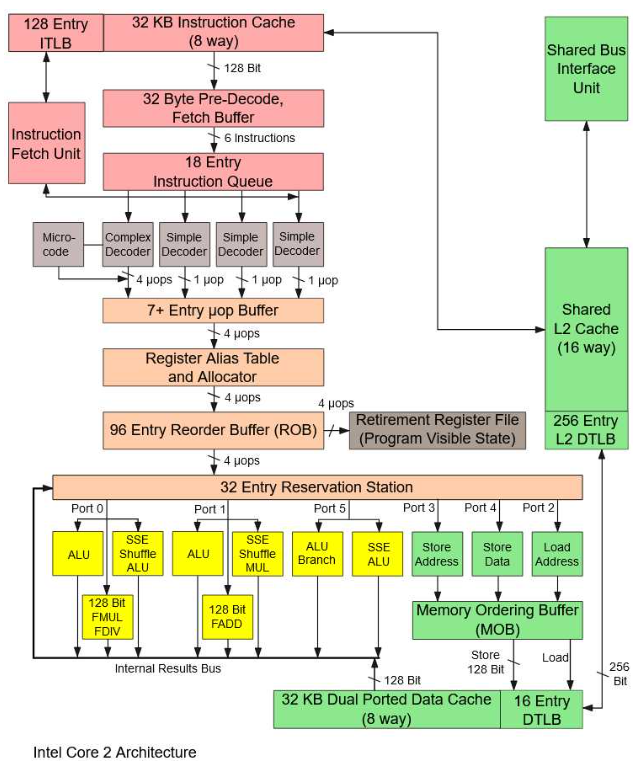 128 Entry
ITLB
32 KB Instruction Cache
(8 way)
128 Bit
32 Byte Pre-Decode,
Fetch Buffer
Instruction
Fetch Unit
6 Instructions
18 Entry
Instruction Queue
Micro-
code
Complex
Decoder
Simple
Decoder
Simple
Decoder
Simple
Decoder
4 µops
1 µop
1 µop
1 µop
7+ Entry µop Buffer
4 µops
Register Alias Table
and Allocator
4 µops
4 µops
96 Entry Reorder Buffer (ROB)
Retirement Register File
(Program Visible State)
4 µops
Shared Bus
Interface
Unit
Shared
L2 Cache
(16 way)
256 Entry
L2 DTLB
32 Entry Reservation Station
Port 0
Port 1
Port 5
Port 3
Port 4
Port 2
ALU
SSE
Shuffle
ALU
ALU
SSE
Shuffle
MUL
ALU
Branch
SSE
ALU
Store
Address
Store
Data
Load
Address
128 Bit
FMUL
FDIV
128 Bit
FADD
Memory Ordering Buffer
(MOB)
Internal Results Bus
Store
128 Bit
Load
256
Bit
128 Bit
32 KB Dual Ported Data Cache
(8 way)
16 Entry
DTLB
Intel Core 2 Architecture